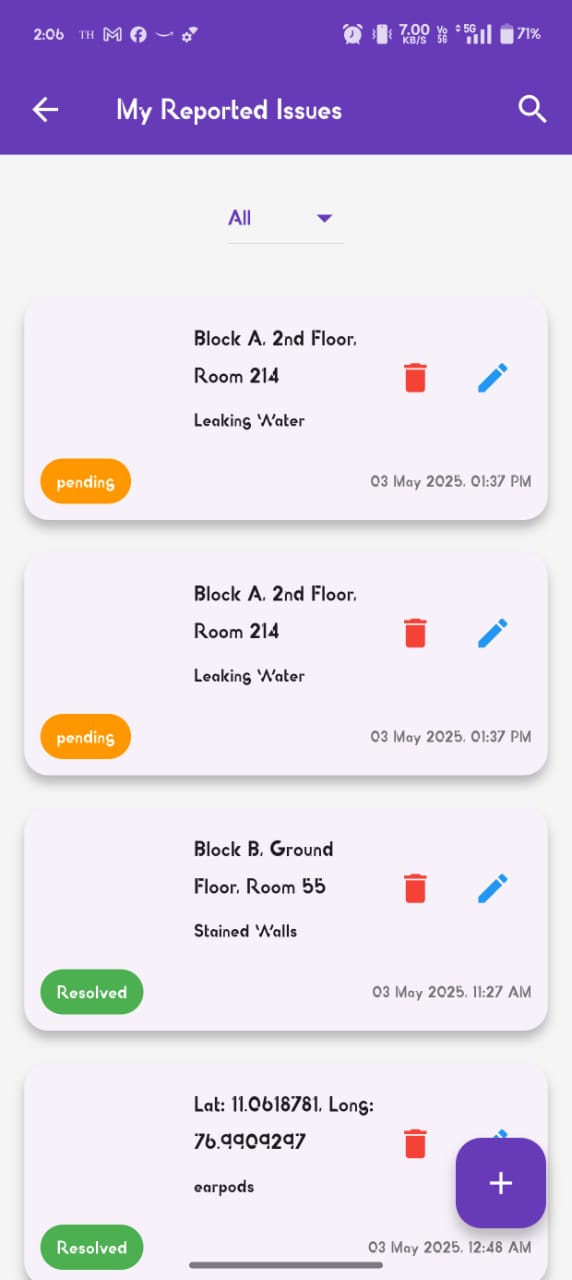 2:06 TH 7.00 KB/S Vo 5G 5G 71%
My Reported Issues
All
Block A, 2nd Floor,
Room 214
Leaking Water
pending 03 May 2025, 01:37 PM
Block A, 2nd Floor,
Room 214
Leaking Water
pending 03 May 2025, 01:37 PM
Block B, Ground
Floor, Room 55
Stained Walls
Resolved 03 May 2025, 11:27 AM
Lat: 11.0618781, Long:
76.9909297
earpods
Resolved 03 May 2025, 12:48 AM